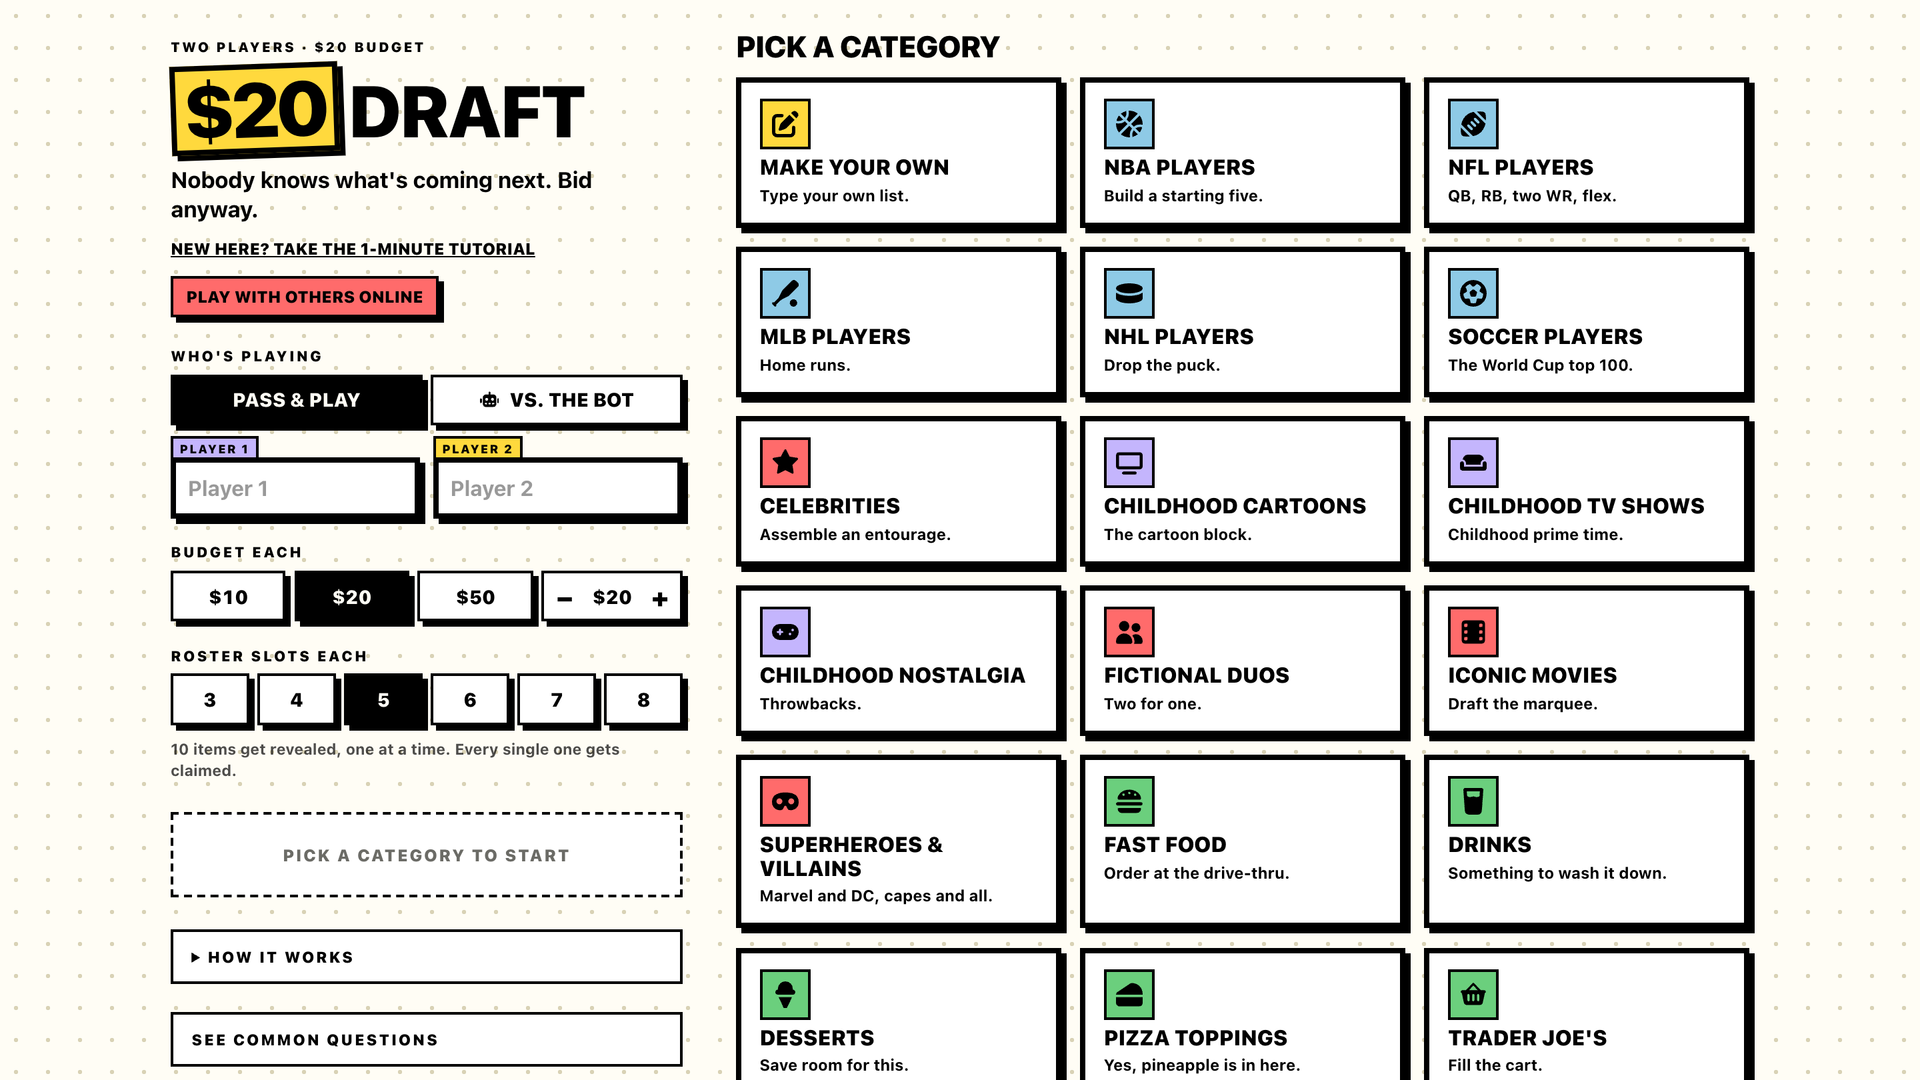 TWO PLAYERS · $20 BUDGET
$20 DRAFT
Nobody knows what's coming next. Bid
anyway.
NEW HERE? TAKE THE 1-MINUTE TUTORIAL
PLAY WITH OTHERS ONLINE
WHO'S PLAYING
PASS & PLAY
VS. THE BOT
PLAYER 1
PLAYER 2
Player 1
Player 2
BUDGET EACH
$10
$20
$50
− $20 +
ROSTER SLOTS EACH
3
4
5
6
7
8
10 items get revealed, one at a time. Every single one gets
claimed.
PICK A CATEGORY TO START
▶ HOW IT WORKS
SEE COMMON QUESTIONS
PICK A CATEGORY
MAKE YOUR OWN
Type your own list.
NBA PLAYERS
Build a starting five.
NFL PLAYERS
QB, RB, two WR, flex.
MLB PLAYERS
Home runs.
NHL PLAYERS
Drop the puck.
SOCCER PLAYERS
The World Cup top 100.
CELEBRITIES
Assemble an entourage.
CHILDHOOD CARTOONS
The cartoon block.
CHILDHOOD TV SHOWS
Childhood prime time.
CHILDHOOD NOSTALGIA
Throwbacks.
FICTIONAL DUOS
Two for one.
ICONIC MOVIES
Draft the marquee.
SUPERHEROES &
VILLAINS
Marvel and DC, capes and all.
FAST FOOD
Order at the drive-thru.
DRINKS
Something to wash it down.
DESSERTS
Save room for this.
PIZZA TOPPINGS
Yes, pineapple is in here.
TRADER JOE'S
Fill the cart.